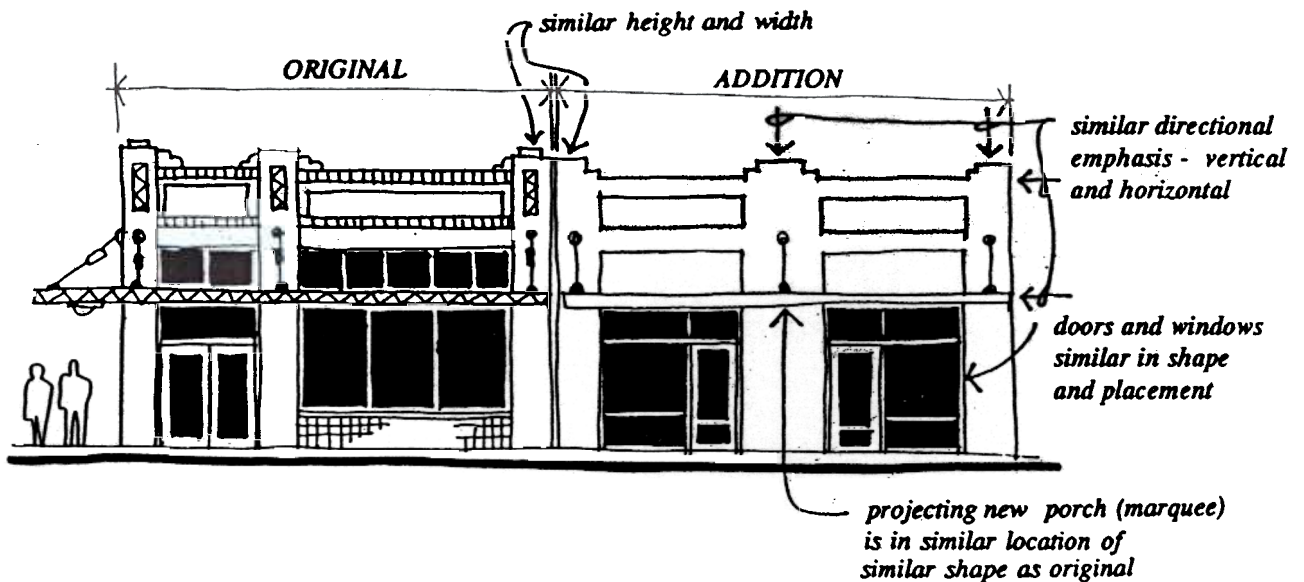 similar height and width
ORIGINAL
ADDITION
similar directional
emphasis - vertical
and horizontal
doors and windows
similar in shape
and placement
projecting new porch (marquee)
is in similar location of
similar shape as original